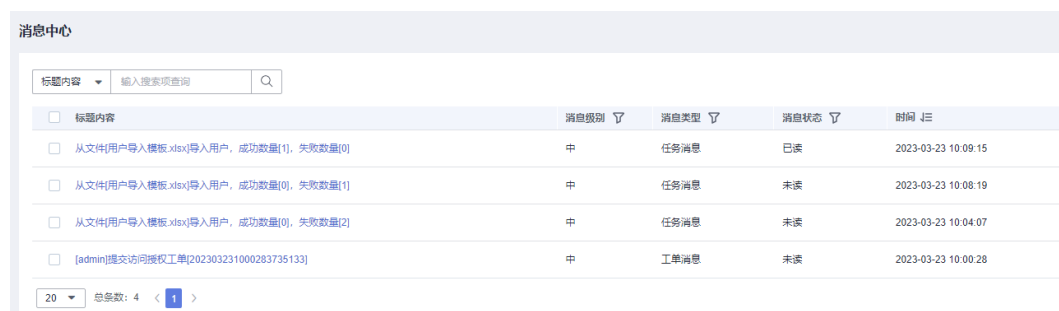 消息中心
标题内容 输入搜索项查询
标题内容 消息级别 消息类型 消息状态 时间
从文件[用户导入模板.xlsx]导入用户，成功数量[1]，失败数量[0] 中 任务消息 已读 2023-03-23 10:09:15
从文件[用户导入模板.xlsx]导入用户，成功数量[0]，失败数量[1] 中 任务消息 未读 2023-03-23 10:08:19
从文件[用户导入模板.xlsx]导入用户，成功数量[0]，失败数量[2] 中 任务消息 未读 2023-03-23 10:04:07
[admin]提交访问授权工单[202303231000283735133] 中 工单消息 未读 2023-03-23 10:00:28
20 总条数：4 < 1 >